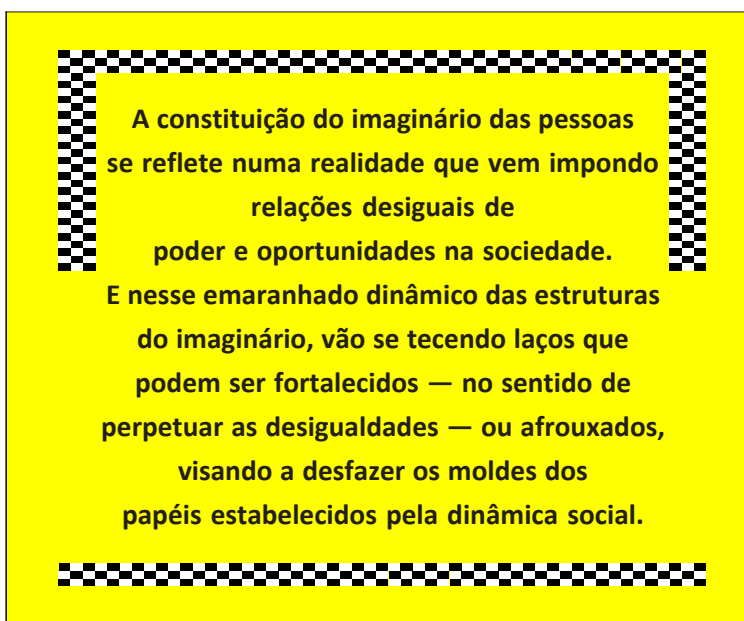 A constituição do imaginário das pessoas
se reflete numa realidade que vem impondo
relações desiguais de
poder e oportunidades na sociedade.
E nesse emaranhado dinâmico das estruturas
do imaginário, vão se tecendo laços que
podem ser fortalecidos — no sentido de
perpetuar as desigualdades — ou afrouxados,
visando a desfazer os moldes dos
papéis estabelecidos pela dinâmica social.